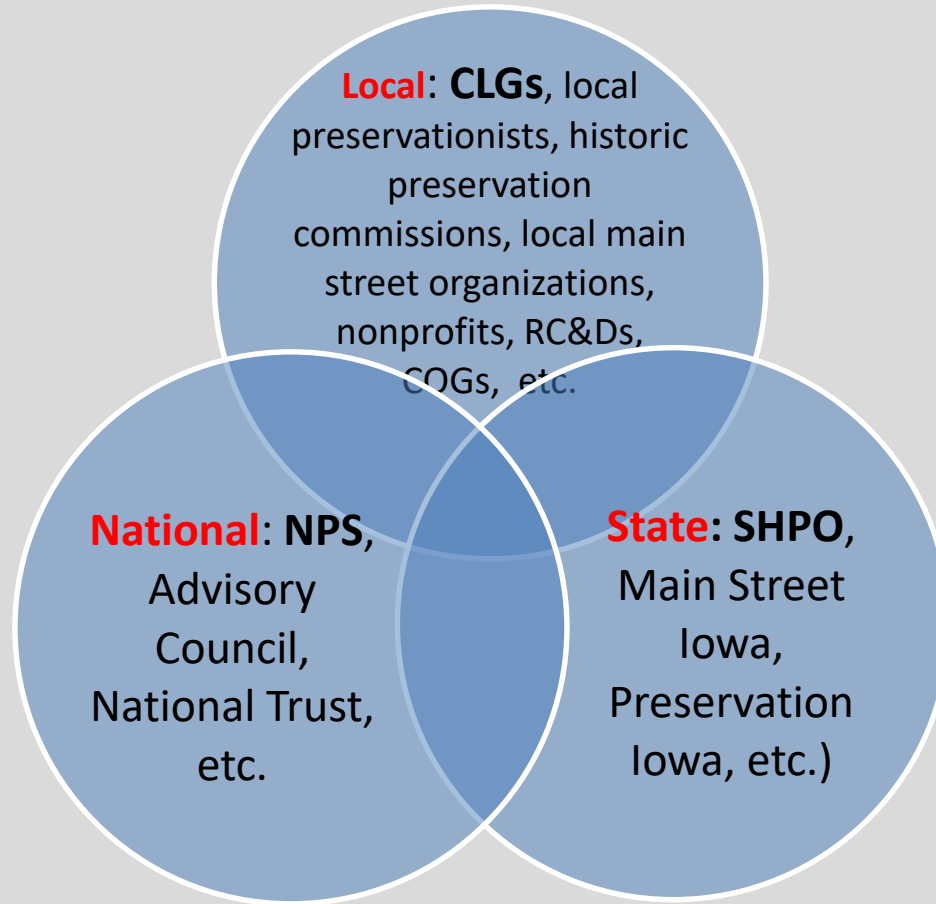 Local: CLGs, local
preservationists, historic
preservation
commissions, local main
street organizations,
nonprofits, RC&Ds,
COGs, etc.
National: NPS,
Advisory
Council,
National Trust,
etc.
State: SHPO,
Main Street
Iowa,
Preservation
Iowa, etc.)